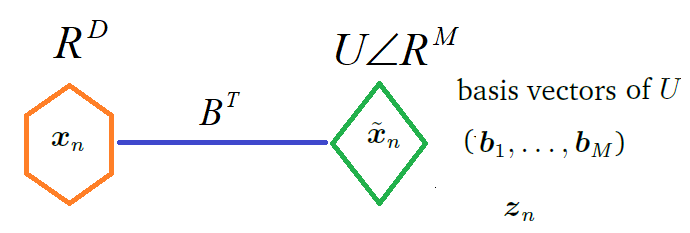 R^D
U∠R^M
B^T
x_n
x̃_n
basis vectors of U
(b_1, ..., b_M)
z_n